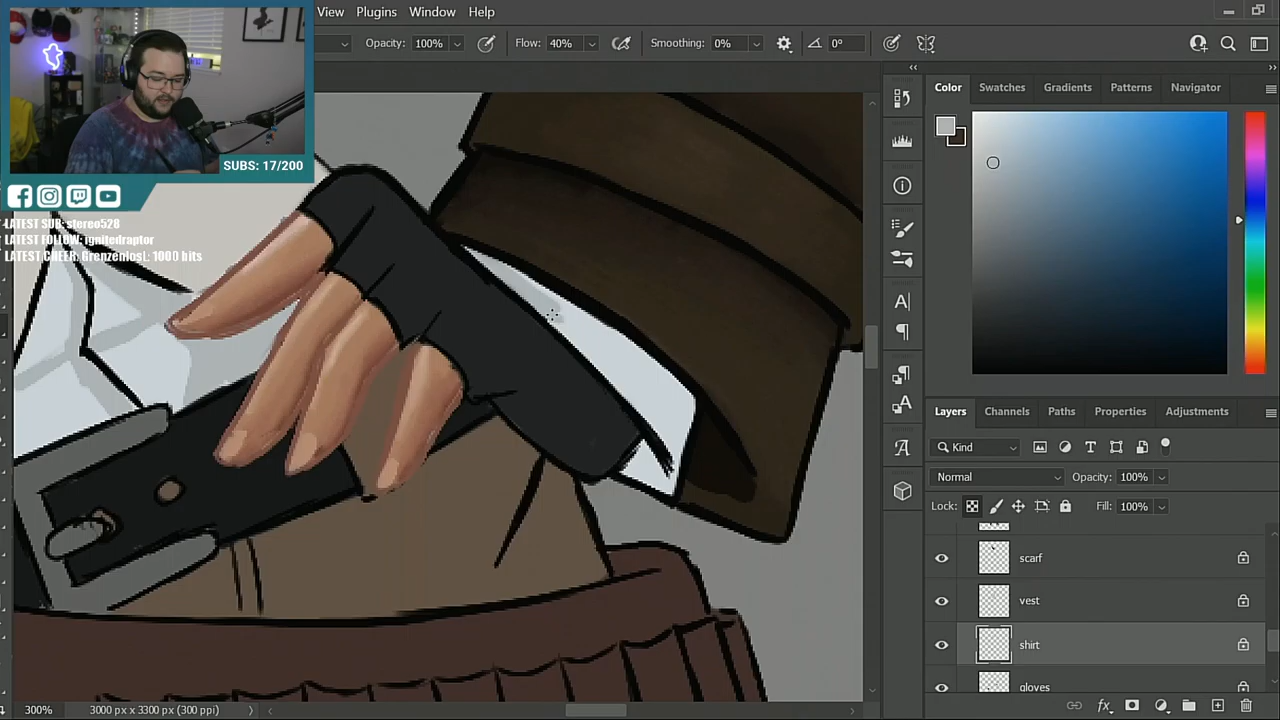 View Plugins Window Help
Opacity: 100% Flow: 40% Smoothing: 0% 0°
SUBS: 17/200
LATEST SUB: stereo528
LATEST FOLLOW: ignitedraptor
LATEST CHEER: GrenzenlosL: 1000 bits
Color Swatches Gradients Patterns Navigator
Layers Channels Paths Properties Adjustments
Kind
Normal Opacity: 100%
Lock: Fill: 100%
scarf
vest
shirt
gloves
300% 3000 px x 3300 px (300 ppi)